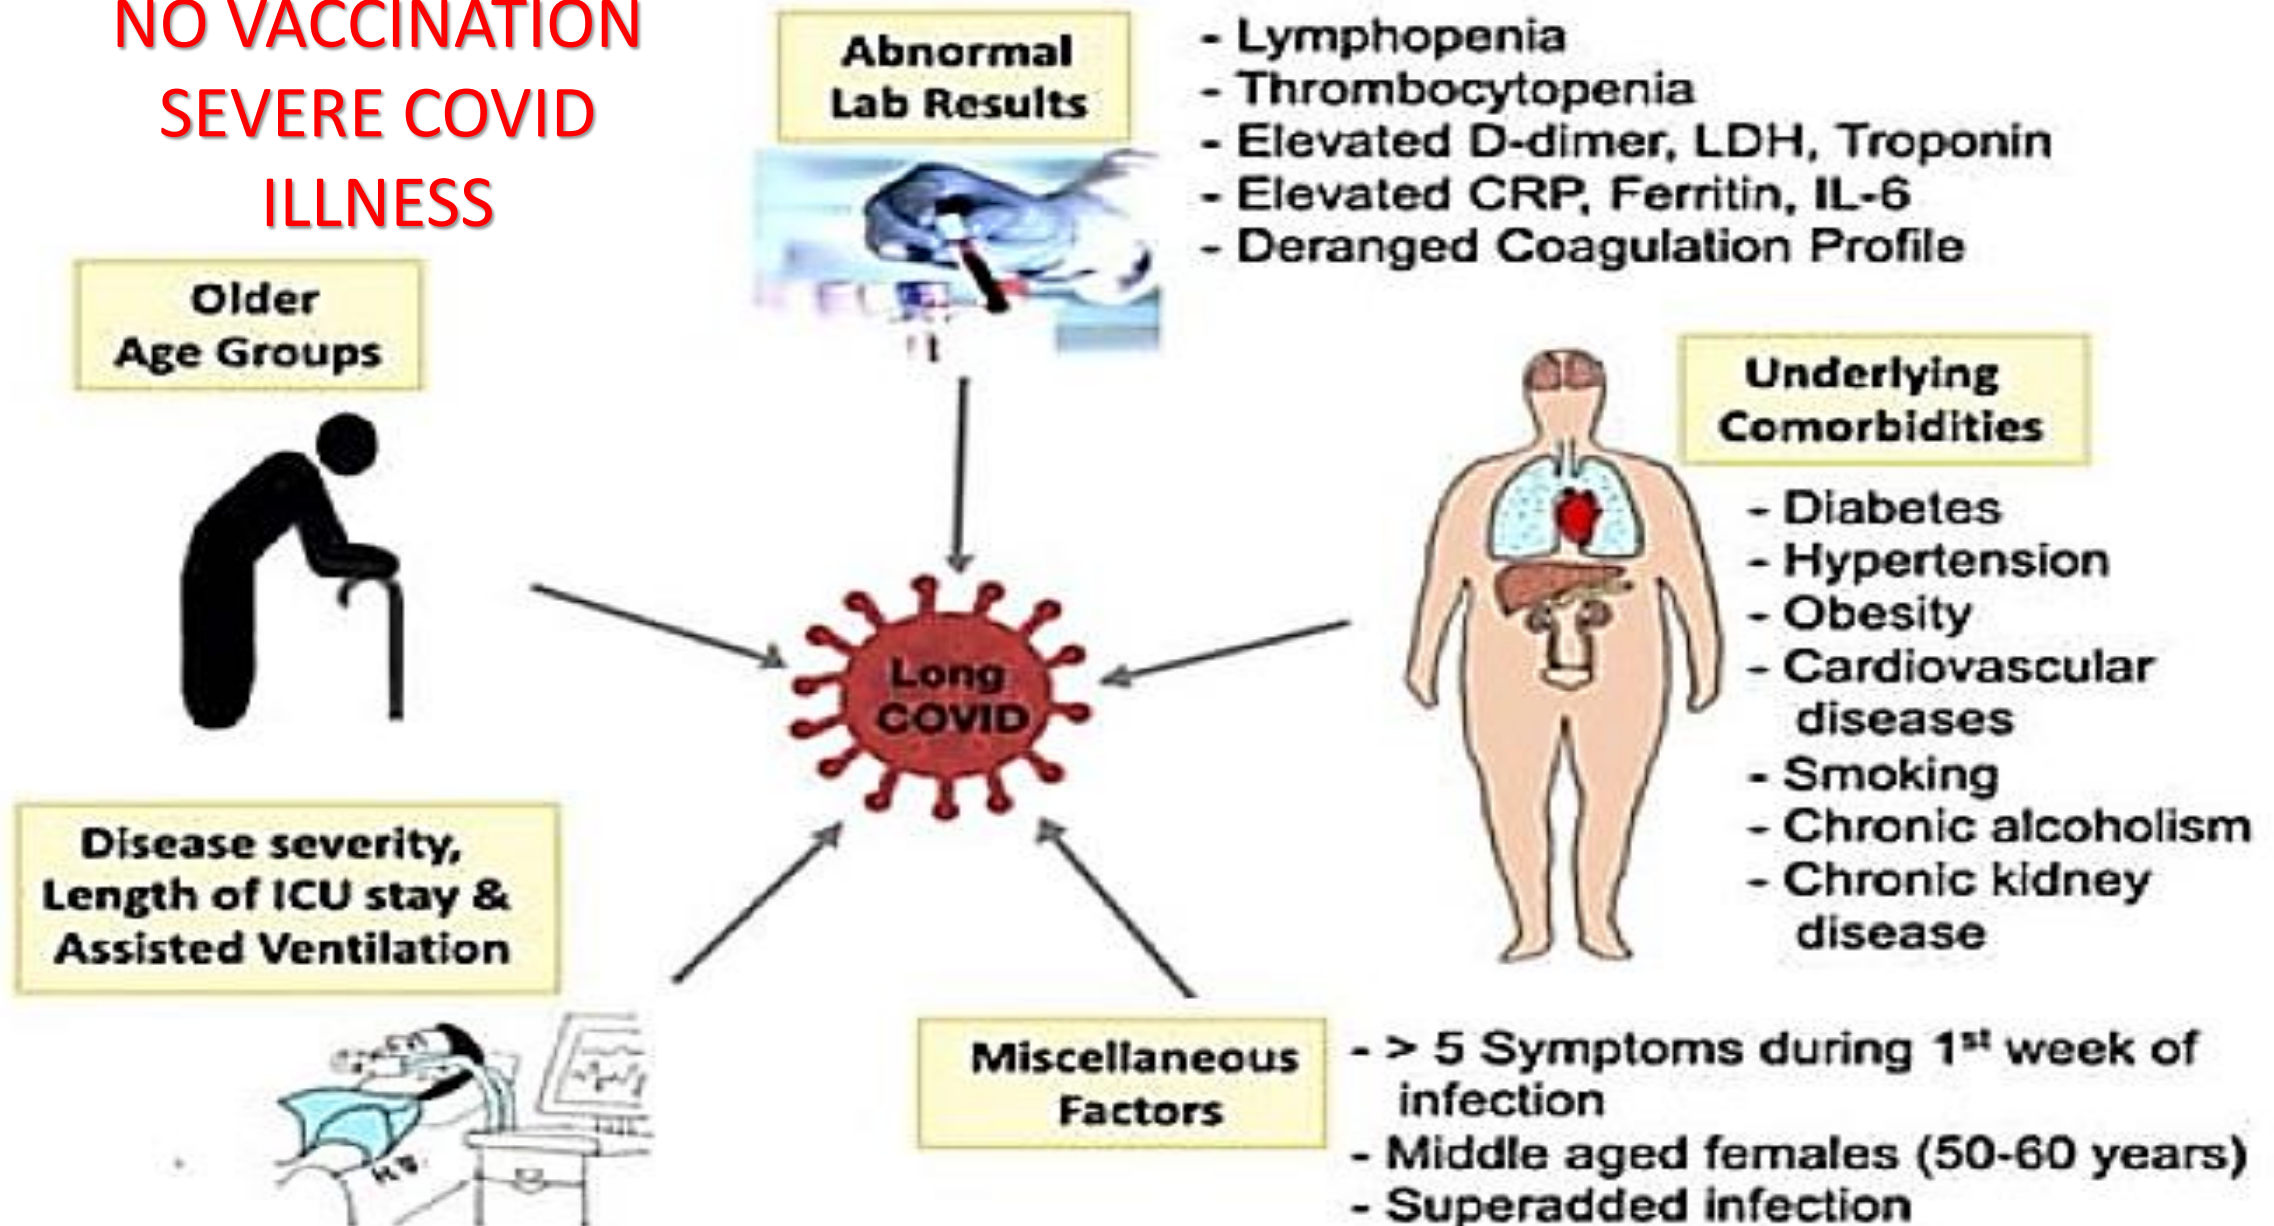 NO VACCINATION
SEVERE COVID
ILLNESS
Abnormal
Lab Results
- Lymphopenia
- Thrombocytopenia
- Elevated D-dimer, LDH, Troponin
- Elevated CRP, Ferritin, IL-6
- Deranged Coagulation Profile
Older
Age Groups
Underlying
Comorbidities
- Diabetes
- Hypertension
- Obesity
- Cardiovascular
diseases
- Smoking
- Chronic alcoholism
- Chronic kidney
disease
Long
COVID
Disease severity,
Length of ICU stay &
Assisted Ventilation
Miscellaneous
Factors
- > 5 Symptoms during 1st week of
infection
- Middle aged females (50-60 years)
- Superadded infection